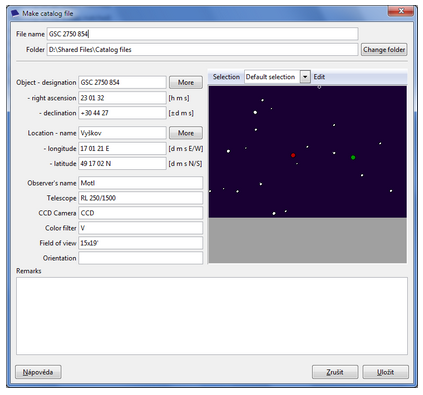 Make catalog file
File name GSC 2750 854
Folder D:\Shared Files\Catalog files Change folder
Object - designation GSC 2750 854 More
- right ascension 23 01 32 [h m s]
- declination +30 44 27 [±d m s]
Location - name Vyškov More
- longitude 17 01 21 E [d m s E/W]
- latitude 49 17 02 N [d m s N/S]
Observer's name Motl
Telescope RL 250/1500
CCD Camera CCD
Color filter V
Field of view 15x19'
Orientation
Selection Default selection Edit
Remarks
Nápověda Zrušit Uložit